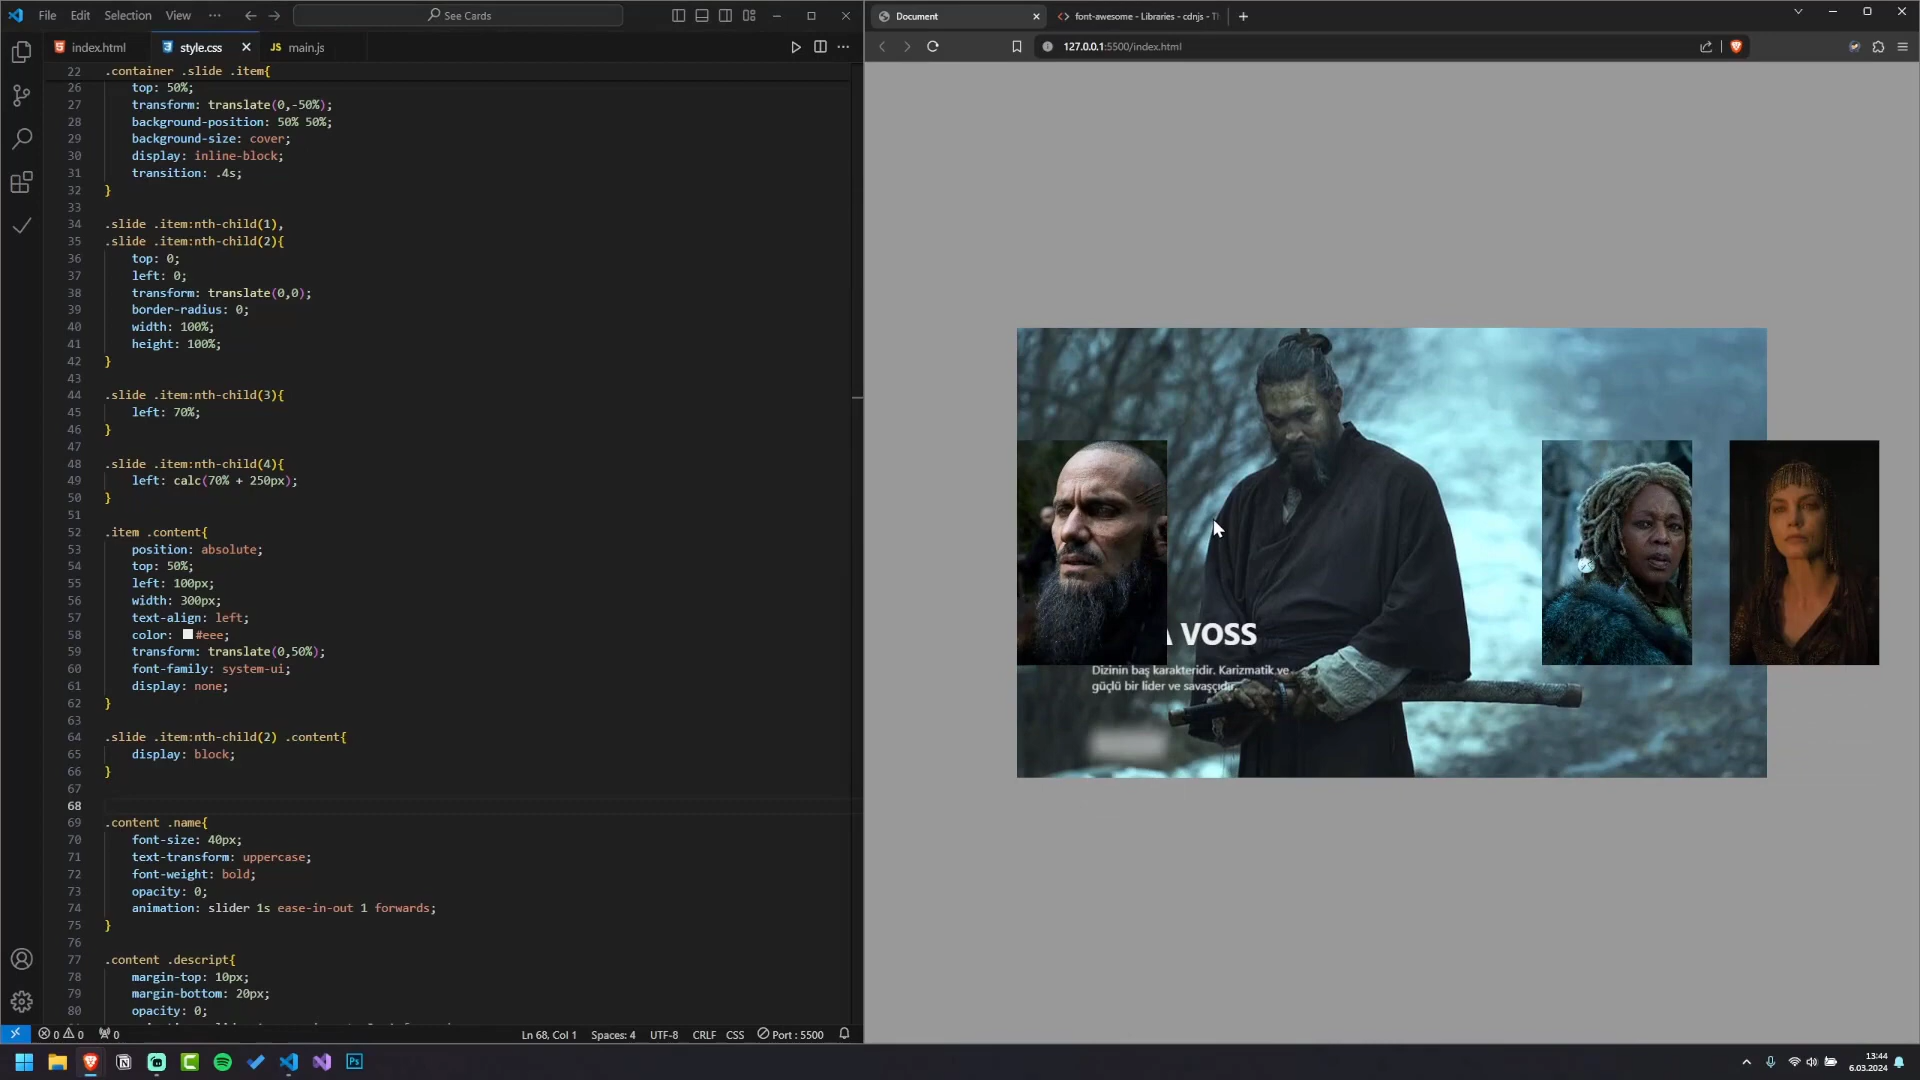 File Edit Selection View ··· See Cards
index.html style.css main.js
22 .container .slide .item{
26 top: 50%;
27 transform: translate(0,-50%);
28 background-position: 50% 50%;
29 background-size: cover;
30 display: inline-block;
31 transition: .4s;
32 }
33
34 .slide .item:nth-child(1),
35 .slide .item:nth-child(2){
36 top: 0;
37 left: 0;
38 transform: translate(0,0);
39 border-radius: 0;
40 width: 100%;
41 height: 100%;
42 }
43
44 .slide .item:nth-child(3){
45 left: 70%;
46 }
47
48 .slide .item:nth-child(4){
49 left: calc(70% + 250px);
50 }
51
52 .item .content{
53 position: absolute;
54 top: 50%;
55 left: 100px;
56 width: 300px;
57 text-align: left;
58 color: #eee;
59 transform: translate(0,50%);
60 font-family: system-ui;
61 display: none;
62 }
63
64 .slide .item:nth-child(2) .content{
65 display: block;
66 }
67
68
69 .content .name{
70 font-size: 40px;
71 text-transform: uppercase;
72 font-weight: bold;
73 opacity: 0;
74 animation: slider 1s ease-in-out 1 forwards;
75 }
76
77 .content .descript{
78 margin-top: 10px;
79 margin-bottom: 20px;
80 opacity: 0;
0 0 0 Ln 68, Col 1 Spaces: 4 UTF-8 CRLF CSS Port : 5500
Document font-awesome - Libraries - cdnjs - Th
127.0.0.1:5500/index.html
VOSS
Dizinin baş karakteridir. Karizmatik ve
güçlü bir lider ve savaşçıdır.
13:44
6.03.2024